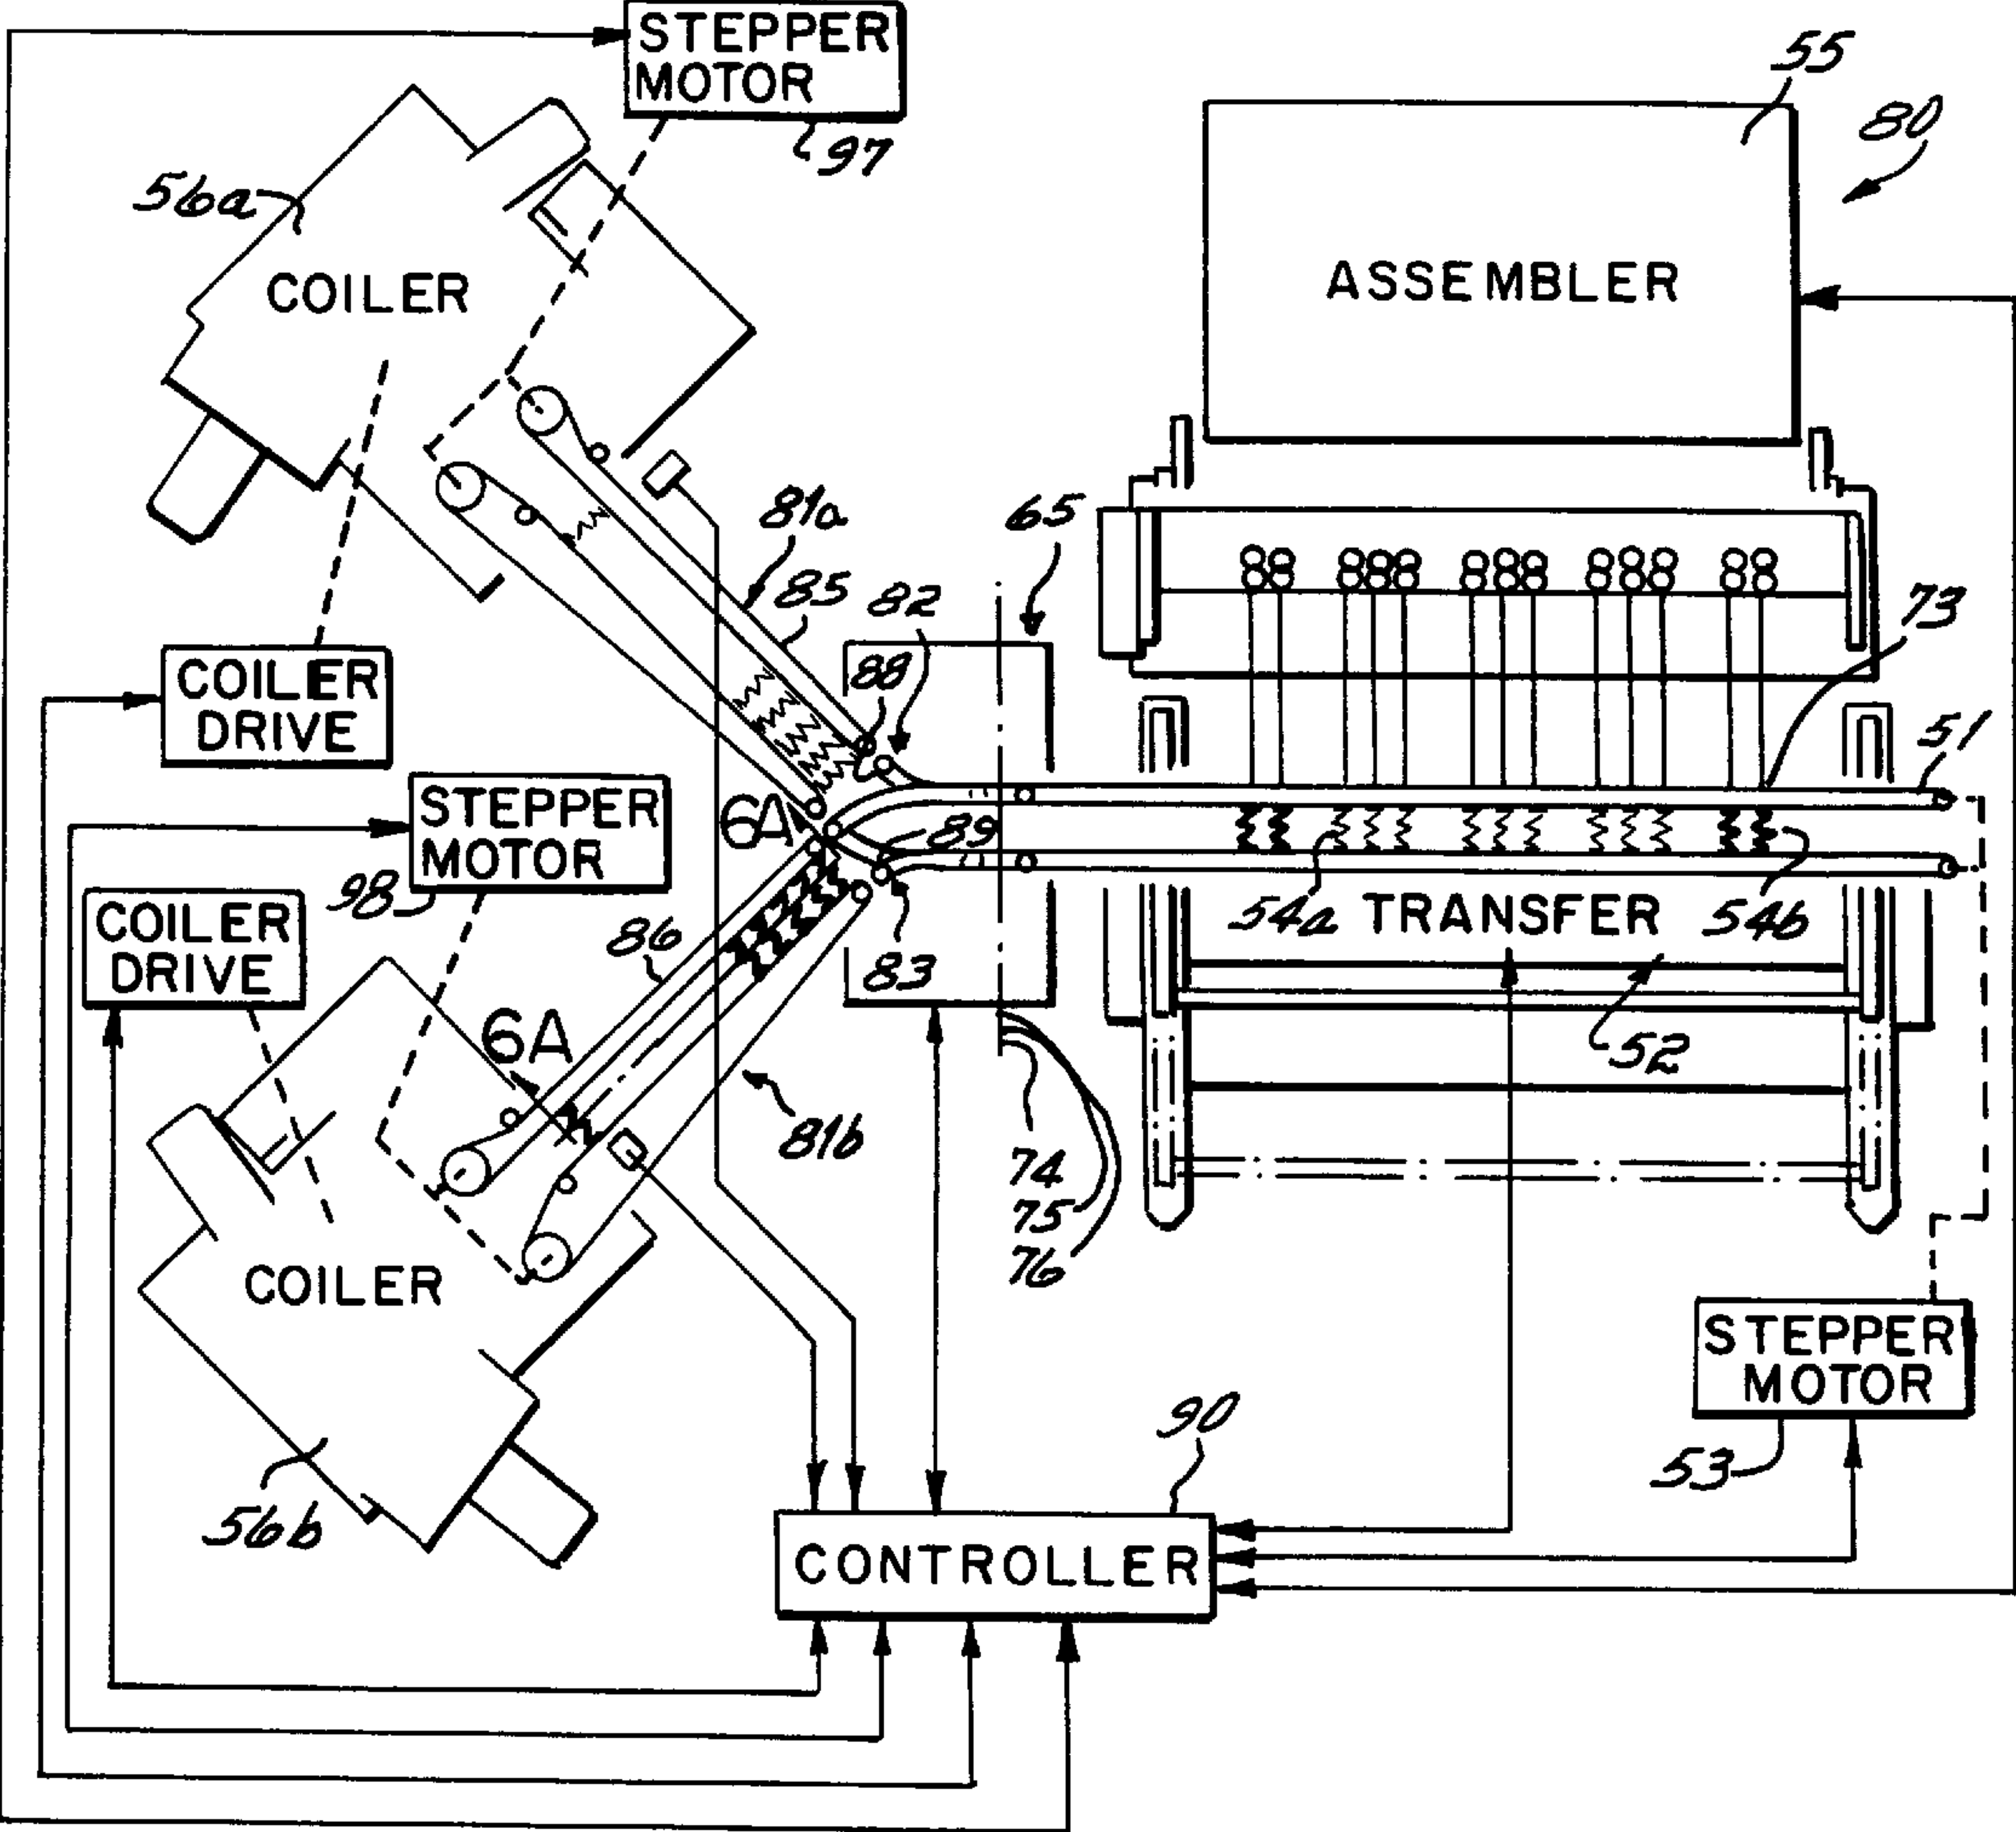 STEPPER
MOTOR
97
55
80
56a
COILER
ASSEMBLER
81a
65
85
82
73
88
COILER
DRIVE
51
STEPPER
MOTOR
6A
89
98
54a
TRANSFER
54b
COILER
DRIVE
86
83
6A
52
81b
74
75
76
COILER
STEPPER
MOTOR
90
53
56b
CONTROLLER